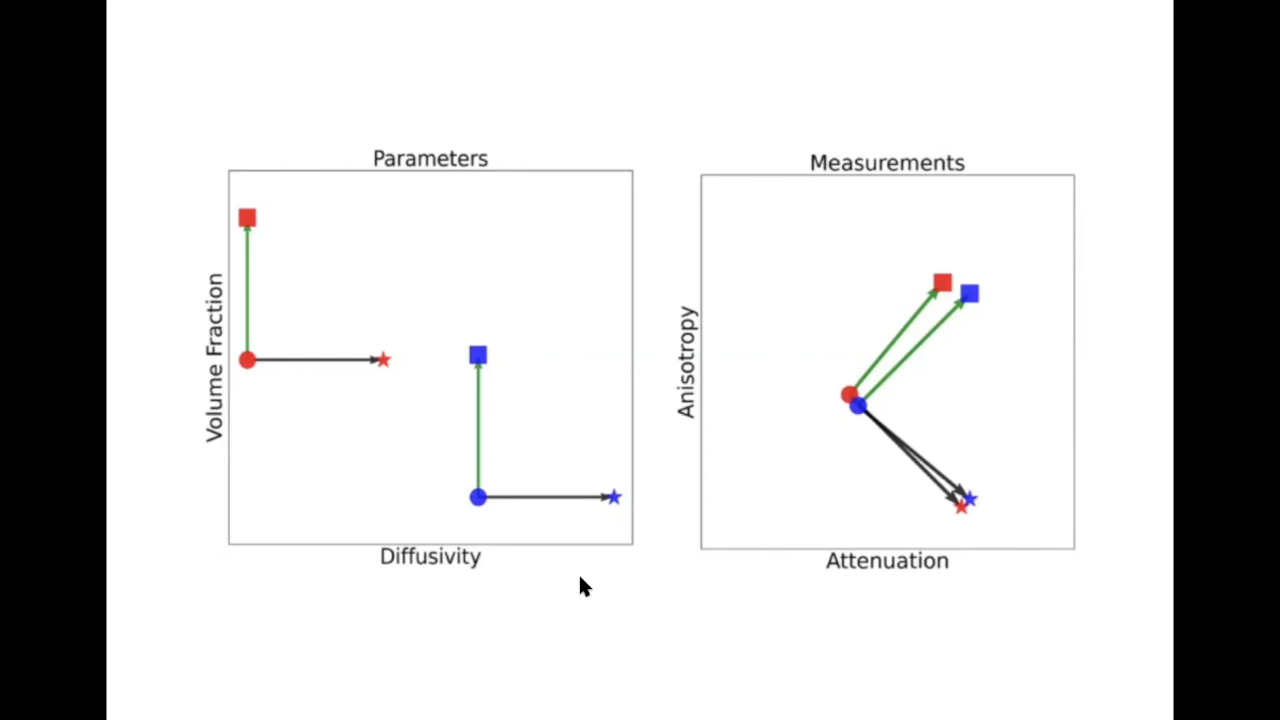 Parameters
Volume Fraction
Diffusivity
Measurements
Anisotropy
Attenuation